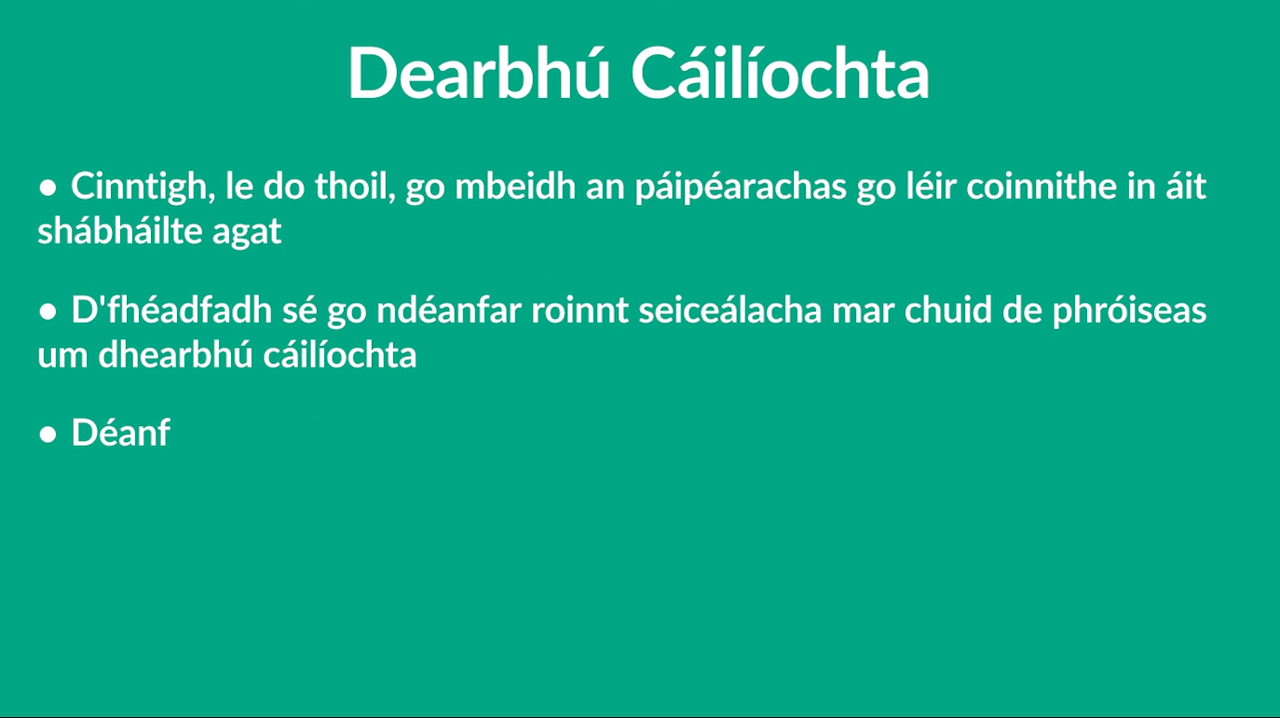 Dearbhú Cáilíochta
● Cinntigh, le do thoil, go mbeidh an páipéarachas go léir coinnithe in áit
shábháilte agat
● D'fhéadfadh sé go ndéanfar roinnt seiceálacha mar chuid de phróiseas
um dhearbhú cáilíochta
● Déanf